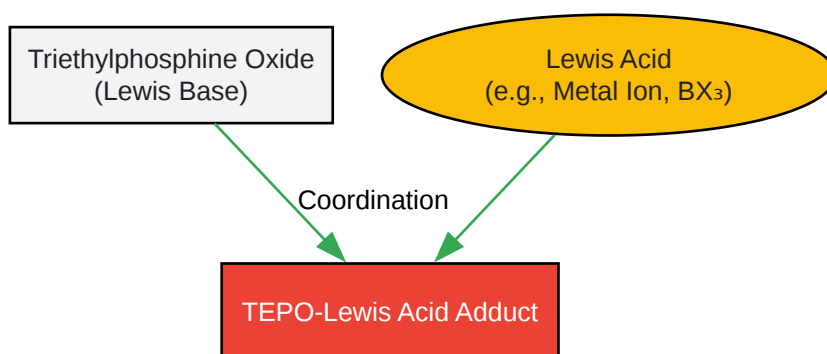 Triethylphosphine Oxide
(Lewis Base)
Lewis Acid
(e.g., Metal Ion, BX₃)
Coordination
TEPO-Lewis Acid Adduct